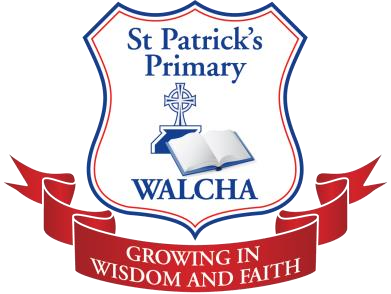 St Patrick's
Primary
WALCHA
GROWING IN
WISDOM AND FAITH